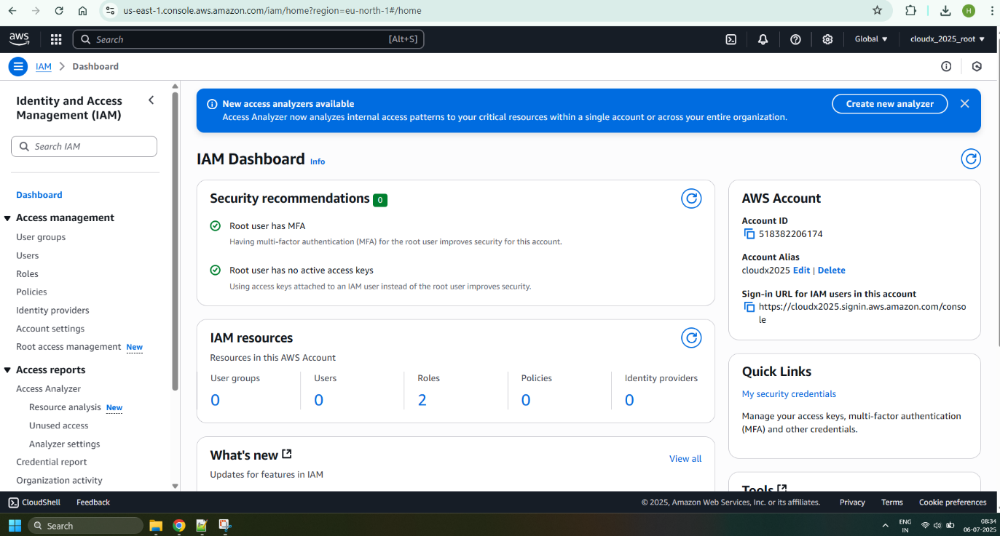 us-east-1.console.aws.amazon.com/iam/home?region=eu-north-1#/home
H
aws
Search
[Alt+S]
Global
cloudx_2025_root
IAM
Dashboard
Identity and Access
Management (IAM)
Search IAM
Dashboard
Access management
User groups
Users
Roles
Policies
Identity providers
Account settings
Root access management New
Access reports
Access Analyzer
Resource analysis New
Unused access
Analyzer settings
Credential report
Organization activity
New access analyzers available
Access Analyzer now analyzes internal access patterns to your critical resources within a single account or across your entire organization.
Create new analyzer
IAM Dashboard Info
Security recommendations 0
Root user has MFA
Having multi-factor authentication (MFA) for the root user improves security for this account.
Root user has no active access keys
Using access keys attached to an IAM user instead of the root user improves security.
IAM resources
Resources in this AWS Account
User groups
0
Users
0
Roles
2
Policies
0
Identity providers
0
What's new
View all
Updates for features in IAM
AWS Account
Account ID
518382206174
Account Alias
cloudx2025 Edit | Delete
Sign-in URL for IAM users in this account
https://cloudx2025.signin.aws.amazon.com/conso
le
Quick Links
My security credentials
Manage your access keys, multi-factor authentication
(MFA) and other credentials.
Tools
CloudShell
Feedback
© 2025, Amazon Web Services, Inc. or its affiliates.
Privacy
Terms
Cookie preferences
Search
ENG
IN
08:34
06-07-2025